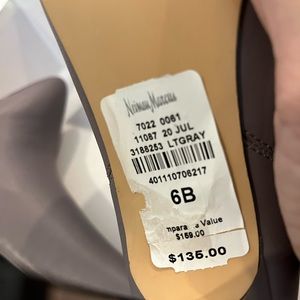 Neiman Marcus
7022 0061
11087 20 JUL
3188253 LTGRAY
401110706217
6B
mpara s Value
$159.00
$135.00